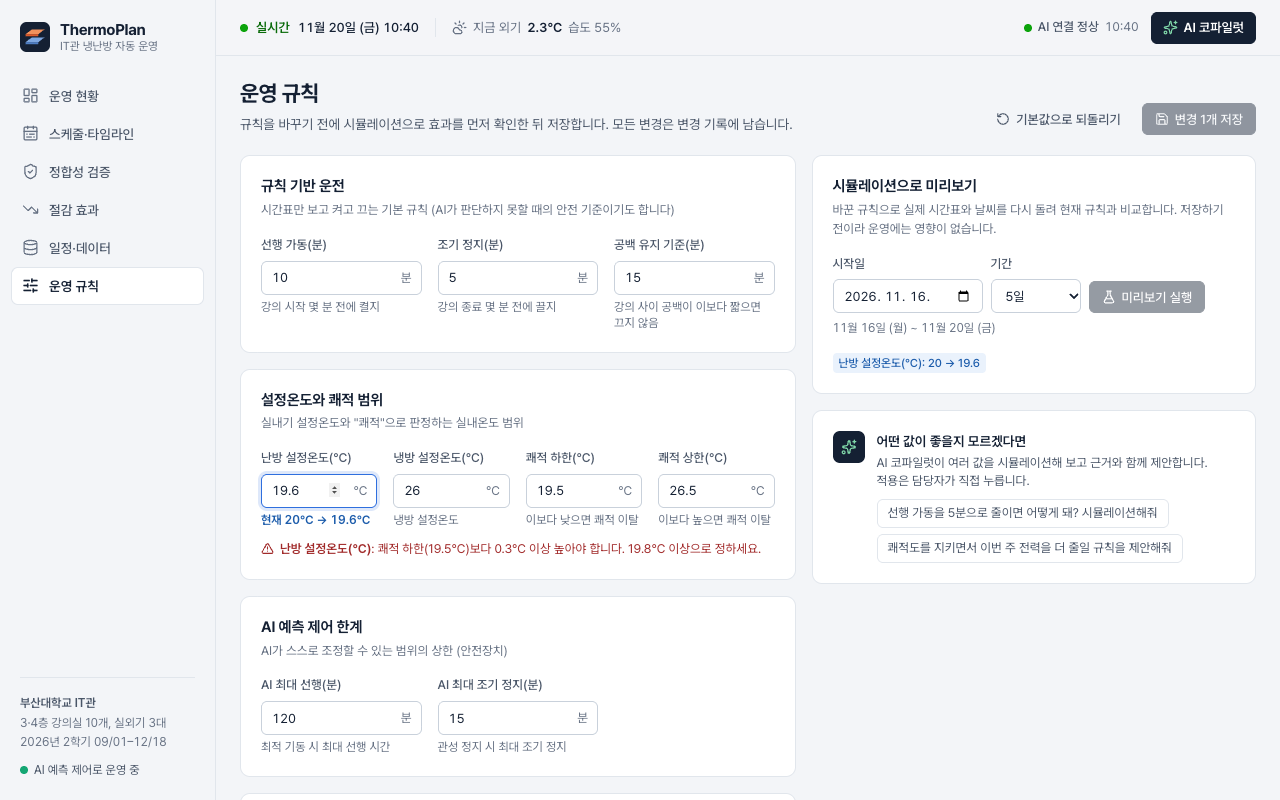 ThermoPlan
IT관 냉난방 자동 운영
운영 현황
스케줄·타임라인
정합성 검증
절감 효과
일정·데이터
운영 규칙
부산대학교 IT관
3·4층 강의실 10개, 실외기 3대
2026년 2학기 09/01–12/18
AI 예측 제어로 운영 중
실시간 11월 20일 (금) 10:40 지금 외기 2.3°C 습도 55%
AI 연결 정상 10:40 AI 코파일럿
운영 규칙
규칙을 바꾸기 전에 시뮬레이션으로 효과를 먼저 확인한 뒤 저장합니다. 모든 변경은 변경 기록에 남습니다.
기본값으로 되돌리기 변경 1개 저장
규칙 기반 운전
시간표만 보고 켜고 끄는 기본 규칙 (AI가 판단하지 못할 때의 안전 기준이기도 합니다)
선행 가동(분) 조기 정지(분) 공백 유지 기준(분)
10 분 5 분 15 분
강의 시작 몇 분 전에 켤지 강의 종료 몇 분 전에 끌지 강의 사이 공백이 이보다 짧으면
끄지 않음
설정온도와 쾌적 범위
실내기 설정온도와 "쾌적"으로 판정하는 실내온도 범위
난방 설정온도(°C) 냉방 설정온도(°C) 쾌적 하한(°C) 쾌적 상한(°C)
19.6 °C 26 °C 19.5 °C 26.5 °C
현재 20°C → 19.6°C 냉방 설정온도 이보다 낮으면 쾌적 이탈 이보다 높으면 쾌적 이탈
난방 설정온도(°C): 쾌적 하한(19.5°C)보다 0.3°C 이상 높아야 합니다. 19.8°C 이상으로 정하세요.
AI 예측 제어 한계
AI가 스스로 조정할 수 있는 범위의 상한 (안전장치)
AI 최대 선행(분) AI 최대 조기 정지(분)
120 분 15 분
최적 기동 시 최대 선행 시간 관성 정지 시 최대 조기 정지
시뮬레이션으로 미리보기
바꾼 규칙으로 실제 시간표와 날씨를 다시 돌려 현재 규칙과 비교합니다. 저장하기
전이라 운영에는 영향이 없습니다.
시작일 기간
2026. 11. 16. 5일 미리보기 실행
11월 16일 (월) – 11월 20일 (금)
난방 설정온도(°C): 20 → 19.6
어떤 값이 좋을지 모르겠다면
AI 코파일럿이 여러 값을 시뮬레이션해 보고 근거와 함께 제안합니다.
적용은 담당자가 직접 누릅니다.
선행 가동을 5분으로 줄이면 어떻게 돼? 시뮬레이션해줘
쾌적도를 지키면서 이번 주 전력을 더 줄일 규칙을 제안해줘